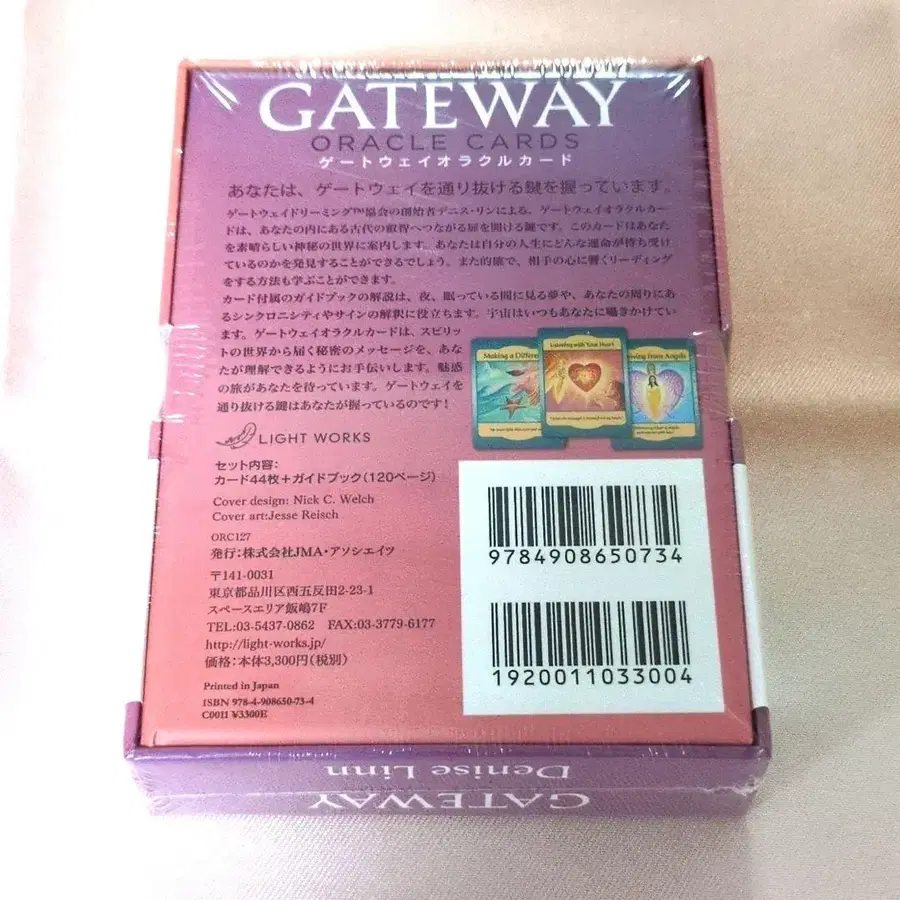 GATEWAY
ORACLE CARDS
ゲートウェイオラクルカード
あなたは、ゲートウェイを通り抜ける鍵を握っています。
ゲートウェイドリーミング™協会の創始者デニス・リンによる、ゲートウェイオラクルカー
ドは、あなたの内にある古代の叡智へつながる扉を開ける鍵です。このカードはあなた
を素晴らしい神秘の世界に案内します。あなたは自分の人生にどんな運命が待ち受け
ているのかを発見することができるでしょう。また的確で、相手の心に響くリーディング
をする方法も学ぶことができます。
カード付属のガイドブックの解説は、夜、眠っている間に見る夢や、あなたの周りにあ
るシンクロニシティやサインの解釈に役立ちます。宇宙はいつもあなたに囁きかけてい
ます。ゲートウェイオラクルカードは、スピリッ
トの世界から届く秘密のメッセージを、あな
たが理解できるようにお手伝いします。魅惑
の旅があなたを待っています。ゲートウェイを
通り抜ける鍵はあなたが握っているのです!
Making a Differen
Listening with Your Heart
iving from Angels
LIGHT WORKS
セット内容:
カード44枚+ガイドブック(120ページ)
Cover design: Nick C. Welch
Cover art:Jesse Reisch
ORC127
発行:株式会社JMA・アソシエイツ
〒141-0031
東京都品川区西五反田2-23-1
スペースエリア飯嶋7F
TEL:03-5437-0862 FAX:03-3779-6177
http://light-works.jp/
価格:本体3,300円(税別)
Printed in Japan
ISBN 978-4-908650-73-4
C0011 ¥3300E
9784908650734
1920011033004
Denise Linn
GATEWAY